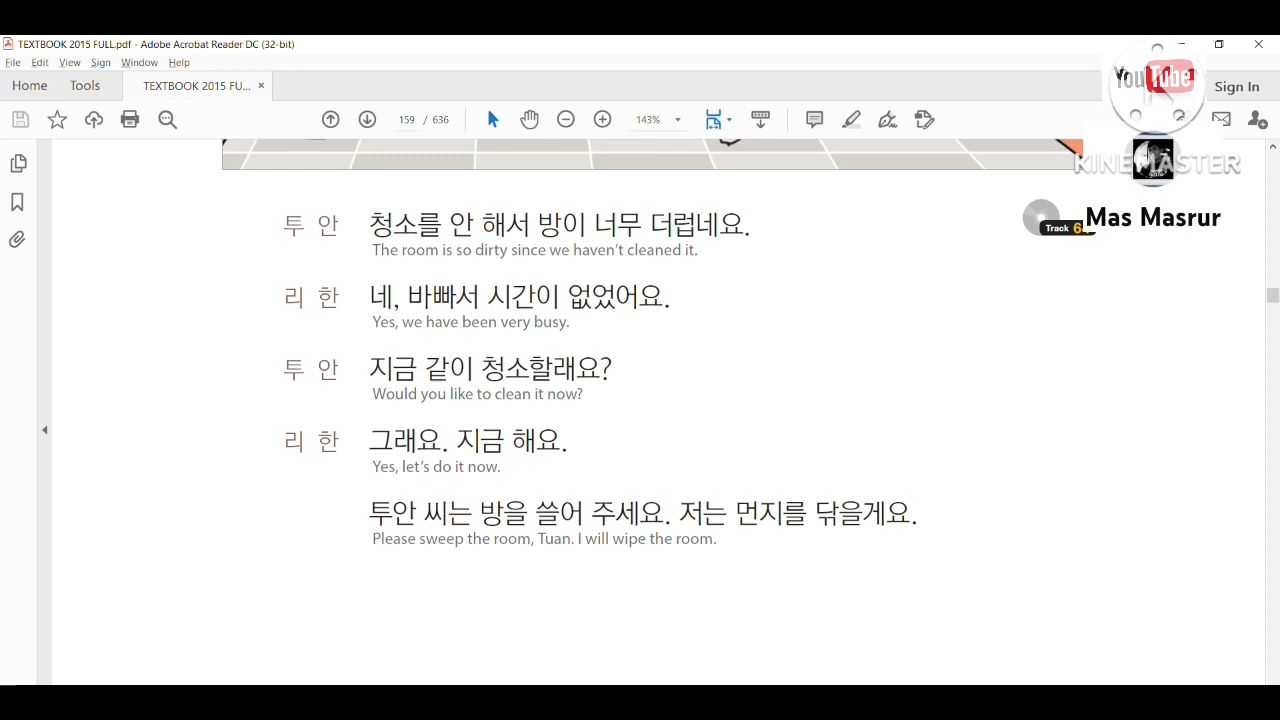 TEXTBOOK 2015 FULL.pdf - Adobe Acrobat Reader DC (32-bit)
File Edit View Sign Window Help
Home Tools TEXTBOOK 2015 FU... × Sign In
YouTube
159 / 636 143%
KINEMASTER
Track 6
Mas Masrur
투 안 청소를 안 해서 방이 너무 더럽네요.
The room is so dirty since we haven't cleaned it.
리 한 네, 바빠서 시간이 없었어요.
Yes, we have been very busy.
투 안 지금 같이 청소할래요?
Would you like to clean it now?
리 한 그래요. 지금 해요.
Yes, let's do it now.
투안 씨는 방을 쓸어 주세요. 저는 먼지를 닦을게요.
Please sweep the room, Tuan. I will wipe the room.